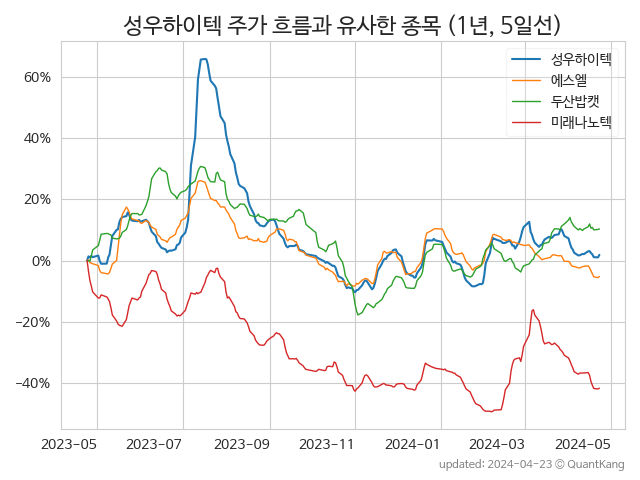 성우하이텍 주가 흐름과 유사한 종목 (1년, 5일선)
성우하이텍
에스엘
두산밥캣
미래나노텍
60%
40%
20%
0%
−20%
−40%
2023-05
2023-07
2023-09
2023-11
2024-01
2024-03
2024-05
updated: 2024-04-23 © QuantKang